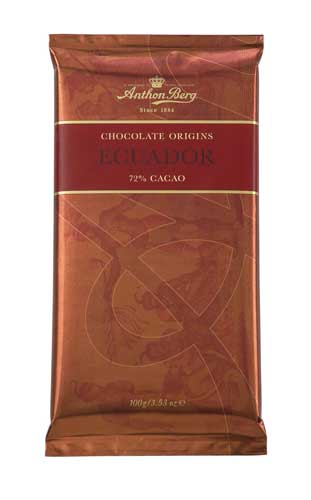 Anthon Berg
Since 1884
CHOCOLATE ORIGINS
ECUADOR
72% CACAO
100g/3.53 oz℮